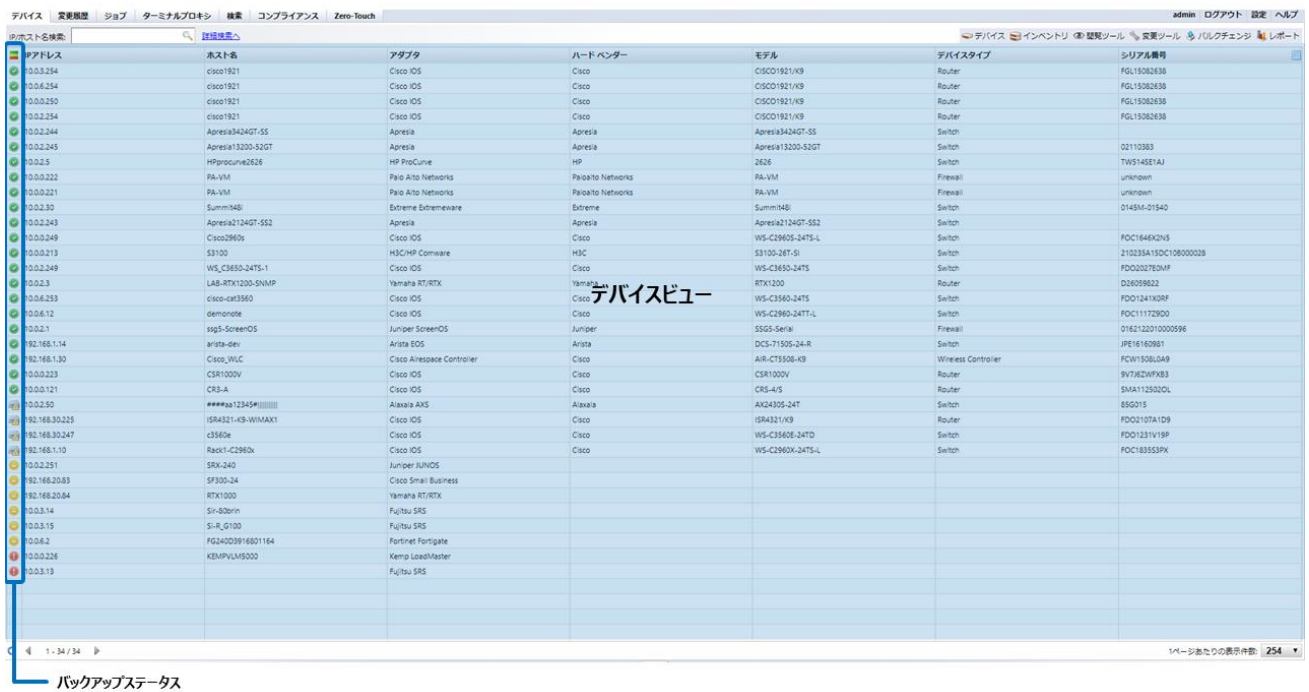 デバイス 変更履歴 ジョブ ターミナルプロキシ 検索 コンプライアンス Zero-Touch admin ログアウト 設定 ヘルプ
IP/ホスト名検索: 詳細検索へ デバイス インベントリ 閲覧ツール 変更ツール バルクチェンジ レポート
IPアドレス ホスト名 アダプタ ハードベンダー モデル デバイスタイプ シリアル番号
10.0.3.254 cisco1921 Cisco IOS Cisco CISCO1921/K9 Router FGL15082638
10.0.6.254 cisco1921 Cisco IOS Cisco CISCO1921/K9 Router FGL15082638
10.0.0.250 cisco1921 Cisco IOS Cisco CISCO1921/K9 Router FGL15082638
10.0.2.254 cisco1921 Cisco IOS Cisco CISCO1921/K9 Router FGL15082638
10.0.2.244 Apresia3424GT-SS Apresia Apresia Apresia3424GT-SS Switch
10.0.2.245 Apresia13200-52GT Apresia Apresia Apresia13200-52GT Switch 02110383
10.0.2.5 HPprocurve2626 HP ProCurve HP 2626 Switch TW514SE1AJ
10.0.0.222 PA-VM Palo Alto Networks Paloalto Networks PA-VM Firewall unknown
10.0.0.221 PA-VM Palo Alto Networks Paloalto Networks PA-VM Firewall unknown
10.0.2.30 Summit48i Extreme Extremeware Extreme Summit48i Switch 0145M-01540
10.0.2.243 Apresia2124GT-SS2 Apresia Apresia Apresia2124GT-SS2 Switch
10.0.0.249 Cisco2960s Cisco IOS Cisco WS-C2960S-24TS-L Switch FOC1646X2NS
10.0.0.213 S3100 H3C/HP Comware H3C S3100-26T-SI Switch 210235A15DC108000028
10.0.2.249 WS_C3650-24TS-1 Cisco IOS Cisco WS-C3650-24TS Switch FDO2027E0MF
10.0.2.3 LAB-RTX1200-SNMP Yamaha RT/RTX Yamaha RTX1200 Router D26059822
デバイスビュー
10.0.6.253 cisco-cat3560 Cisco IOS Cisco WS-C3560-24TS Switch FDO1241X0RF
10.0.6.12 demonote Cisco IOS Cisco WS-C2960-24TT-L Switch FOC1117Z9D0
10.0.2.1 ssg5-ScreenOS Juniper ScreenOS Juniper SSG5-Serial Firewall 0162122010000596
192.168.1.14 arista-dev Arista EOS Arista DCS-7150S-24-R Switch JPE16160981
192.168.1.30 Cisco_WLC Cisco Airespace Controller Cisco AIR-CT5508-K9 Wireless Controller FCW1508L0A9
10.0.0.223 CSR1000V Cisco IOS Cisco CSR1000V Router 9V7J6ZWFXB3
10.0.0.121 CRS-A Cisco IOS Cisco CRS-4/S Router SMA112502OL
10.0.2.50 Alaxala AXS Alaxala AX2430S-24T Switch 85G015
192.168.30.225 ISR4321-K9-WiMAX1 Cisco IOS Cisco ISR4321/K9 Router FDO2107A1D9
192.168.30.247 c3560e Cisco IOS Cisco WS-C3560E-24TD Switch FDO1231V19P
192.168.1.10 Rack1-C2960x Cisco IOS Cisco WS-C2960X-24TS-L Switch FOC1835S3PX
10.0.2.251 SRX-240 Juniper JUNOS
192.168.20.83 SF300-24 Cisco Small Business
192.168.20.84 RTX1000 Yamaha RT/RTX
10.0.3.14 Sir-80brin Fujitsu SRS
10.0.3.15 Si-R_G100 Fujitsu SRS
10.0.6.2 FG240D3916801164 Fortinet Fortigate
10.0.0.226 KEMPVLM5000 Kemp LoadMaster
10.0.3.13 Fujitsu SRS
1 - 34 / 34 1ページあたりの表示件数: 254
バックアップステータス